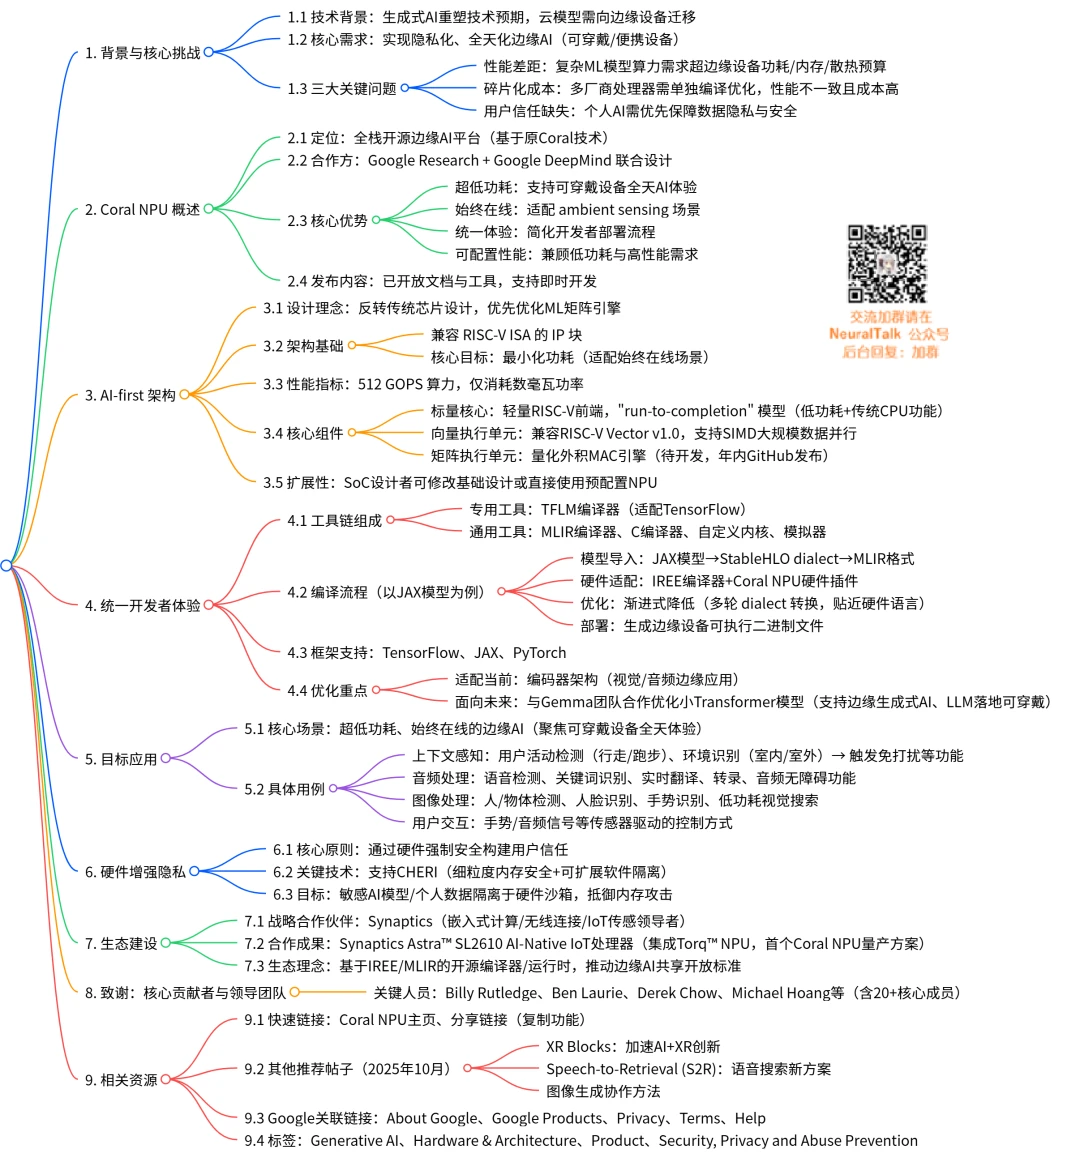 1. 背景与核心挑战
1.1 技术背景：生成式AI重塑技术预期，云模型需向边缘设备迁移
1.2 核心需求：实现隐私化、全天化边缘AI（可穿戴/便携设备）
1.3 三大关键问题
性能差距：复杂ML模型算力需求超边缘设备功耗/内存/散热预算
碎片化成本：多厂商处理器需单独编译优化，性能不一致且成本高
用户信任缺失：个人AI需优先保障数据隐私与安全
2. Coral NPU 概述
2.1 定位：全栈开源边缘AI平台（基于原Coral技术）
2.2 合作方：Google Research + Google DeepMind 联合设计
2.3 核心优势
超低功耗：支持可穿戴设备全天AI体验
始终在线：适配 ambient sensing 场景
统一体验：简化开发者部署流程
可配置性能：兼顾低功耗与高性能需求
2.4 发布内容：已开放文档与工具，支持即时开发
3. AI-first 架构
3.1 设计理念：反转传统芯片设计，优先优化ML矩阵引擎
3.2 架构基础
兼容 RISC-V ISA 的 IP 块
核心目标：最小化功耗（适配始终在线场景）
3.3 性能指标：512 GOPS 算力，仅消耗数毫瓦功率
3.4 核心组件
标量核心：轻量RISC-V前端，"run-to-completion" 模型（低功耗+传统CPU功能）
向量执行单元：兼容RISC-V Vector v1.0，支持SIMD大规模数据并行
矩阵执行单元：量化外积MAC引擎（待开发，年内GitHub发布）
3.5 扩展性：SoC设计者可修改基础设计或直接使用预配置NPU
4. 统一开发者体验
4.1 工具链组成
专用工具：TFLM编译器（适配TensorFlow）
通用工具：MLIR编译器、C编译器、自定义内核、模拟器
4.2 编译流程（以JAX模型为例）
模型导入：JAX模型→StableHLO dialect→MLIR格式
硬件适配：IREE编译器+Coral NPU硬件插件
优化：渐进式降低（多轮 dialect 转换，贴近硬件语言）
部署：生成边缘设备可执行二进制文件
4.3 框架支持：TensorFlow、JAX、PyTorch
4.4 优化重点
适配当前：编码器架构（视觉/音频边缘应用）
面向未来：与Gemma团队合作优化小Transformer模型（支持边缘生成式AI、LLM落地可穿戴）
5. 目标应用
5.1 核心场景：超低功耗、始终在线的边缘AI（聚焦可穿戴设备全天体验）
5.2 具体用例
上下文感知：用户活动检测（行走/跑步）、环境识别（室内/室外）→ 触发免打扰等功能
音频处理：语音检测、关键词识别、实时翻译、转录、音频无障碍功能
图像处理：人/物体检测、人脸识别、手势识别、低功耗视觉搜索
用户交互：手势/音频信号等传感器驱动的控制方式
6. 硬件增强隐私
6.1 核心原则：通过硬件强制安全构建用户信任
6.2 关键技术：支持CHERI（细粒度内存安全+可扩展软件隔离）
6.3 目标：敏感AI模型/个人数据隔离于硬件沙箱，抵御内存攻击
7. 生态建设
7.1 战略合作伙伴：Synaptics（嵌入式计算/无线连接/IoT传感领导者）
7.2 合作成果：Synaptics Astra™ SL2610 AI-Native IoT处理器（集成Torq™ NPU，首个Coral NPU量产方案）
7.3 生态理念：基于IREE/MLIR的开源编译器/运行时，推动边缘AI共享开放标准
8. 致谢：核心贡献者与领导团队
关键人员：Billy Rutledge、Ben Laurie、Derek Chow、Michael Hoang等（含20+核心成员）
9. 相关资源
9.1 快速链接：Coral NPU主页、分享链接（复制功能）
9.2 其他推荐帖子（2025年10月）
XR Blocks：加速AI+XR创新
Speech-to-Retrieval (S2R)：语音搜索新方案
图像生成协作方法
9.3 Google关联链接：About Google、Google Products、Privacy、Terms、Help
9.4 标签：Generative AI、Hardware & Architecture、Product、Security, Privacy and Abuse Prevention
交流加群请在
NeuralTalk 公众号
后台回复：加群